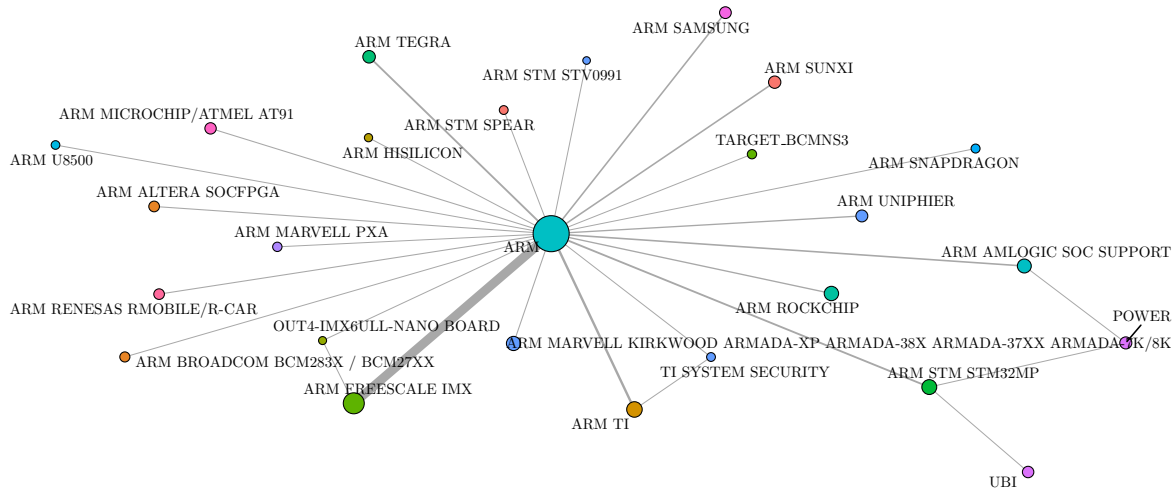 ARM SAMSUNG
ARM TEGRA
ARM STM STV0991
ARM SUNXI
ARM MICROCHIP/ATMEL AT91
ARM STM SPEAR
TARGET_BCMNS3
ARM HISILICON
ARM U8500
ARM SNAPDRAGON
ARM ALTERA SOCFPGA
ARM UNIPHIER
ARM MARVELL PXA
ARM
ARM AMLOGIC SOC SUPPORT
ARM RENESAS RMOBILE/R-CAR
ARM ROCKCHIP
POWER
OUT4-IMX6ULL-NANO BOARD
ARM MARVELL KIRKWOOD ARMADA-XP ARMADA-38X ARMADA-37XX ARMADA-7K/8K
ARM BROADCOM BCM283X / BCM27XX
TI SYSTEM SECURITY
ARM STM STM32MP
ARM FREESCALE IMX
ARM TI
UBI